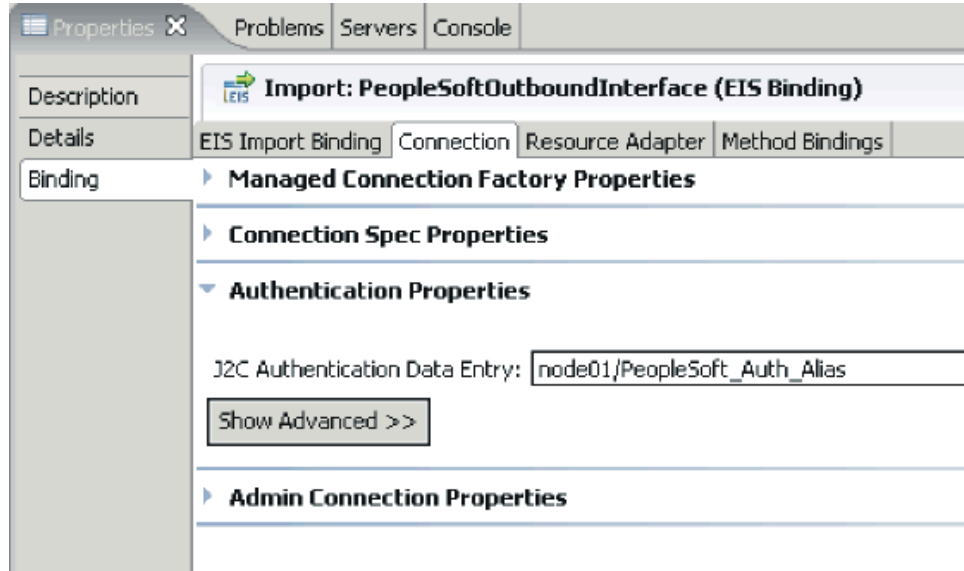 Properties Problems Servers Console
Import: PeopleSoftOutboundInterface (EIS Binding)
Description
Details
Binding
EIS Import Binding Connection Resource Adapter Method Bindings
Managed Connection Factory Properties
Connection Spec Properties
Authentication Properties
J2C Authentication Data Entry: node01/PeopleSoft_Auth_Alias
Show Advanced >>
Admin Connection Properties